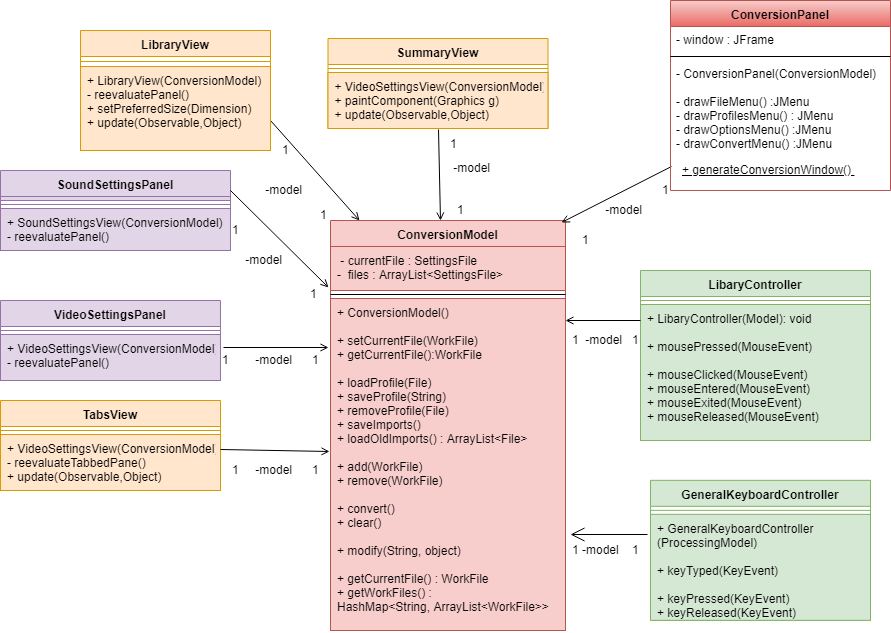 LibraryView
+ LibraryView(ConversionModel)
- reevaluatePanel()
+ setPreferredSize(Dimension)
+ update(Observable,Object)
1
-model
1
SummaryView
+ VideoSettingsView(ConversionModel)
+ paintComponent(Graphics g)
+ update(Observable,Object)
1
-model
1
ConversionPanel
- window : JFrame
- ConversionPanel(ConversionModel)
- drawFileMenu() :JMenu
- drawProfilesMenu() : JMenu
- drawOptionsMenu() :JMenu
- drawConvertMenu() :JMenu
+ generateConversionWindow()
1
-model
1
SoundSettingsPanel
+ SoundSettingsView(ConversionModel)
- reevaluatePanel()
1
-model
1
VideoSettingsPanel
+ VideoSettingsView(ConversionModel
- reevaluatePanel()
1
-model
1
TabsView
+ VideoSettingsView(ConversionModel
- reevaluateTabbedPane()
+ update(Observable,Object)
1
-model
1
ConversionModel
- currentFile : SettingsFile
- files : ArrayList<SettingsFile>
+ ConversionModel()
+ setCurrentFile(WorkFile)
+ getCurrentFile():WorkFile
+ loadProfile(File)
+ saveProfile(String)
+ removeProfile(File)
+ saveImports()
+ loadOldImports() : ArrayList<File>
+ add(WorkFile)
+ remove(WorkFile)
+ convert()
+ clear()
+ modify(String, object)
+ getCurrentFile() : WorkFile
+ getWorkFiles() :
HashMap<String, ArrayList<WorkFile>>
LibaryController
+ LibaryController(Model): void
+ mousePressed(MouseEvent)
+ mouseClicked(MouseEvent)
+ mouseEntered(MouseEvent)
+ mouseExited(MouseEvent)
+ mouseReleased(MouseEvent)
1 -model 1
GeneralKeyboardController
+ GeneralKeyboardController
(ProcessingModel)
+ keyTyped(KeyEvent)
+ keyPressed(KeyEvent)
+ keyReleased(KeyEvent)
1 -model 1